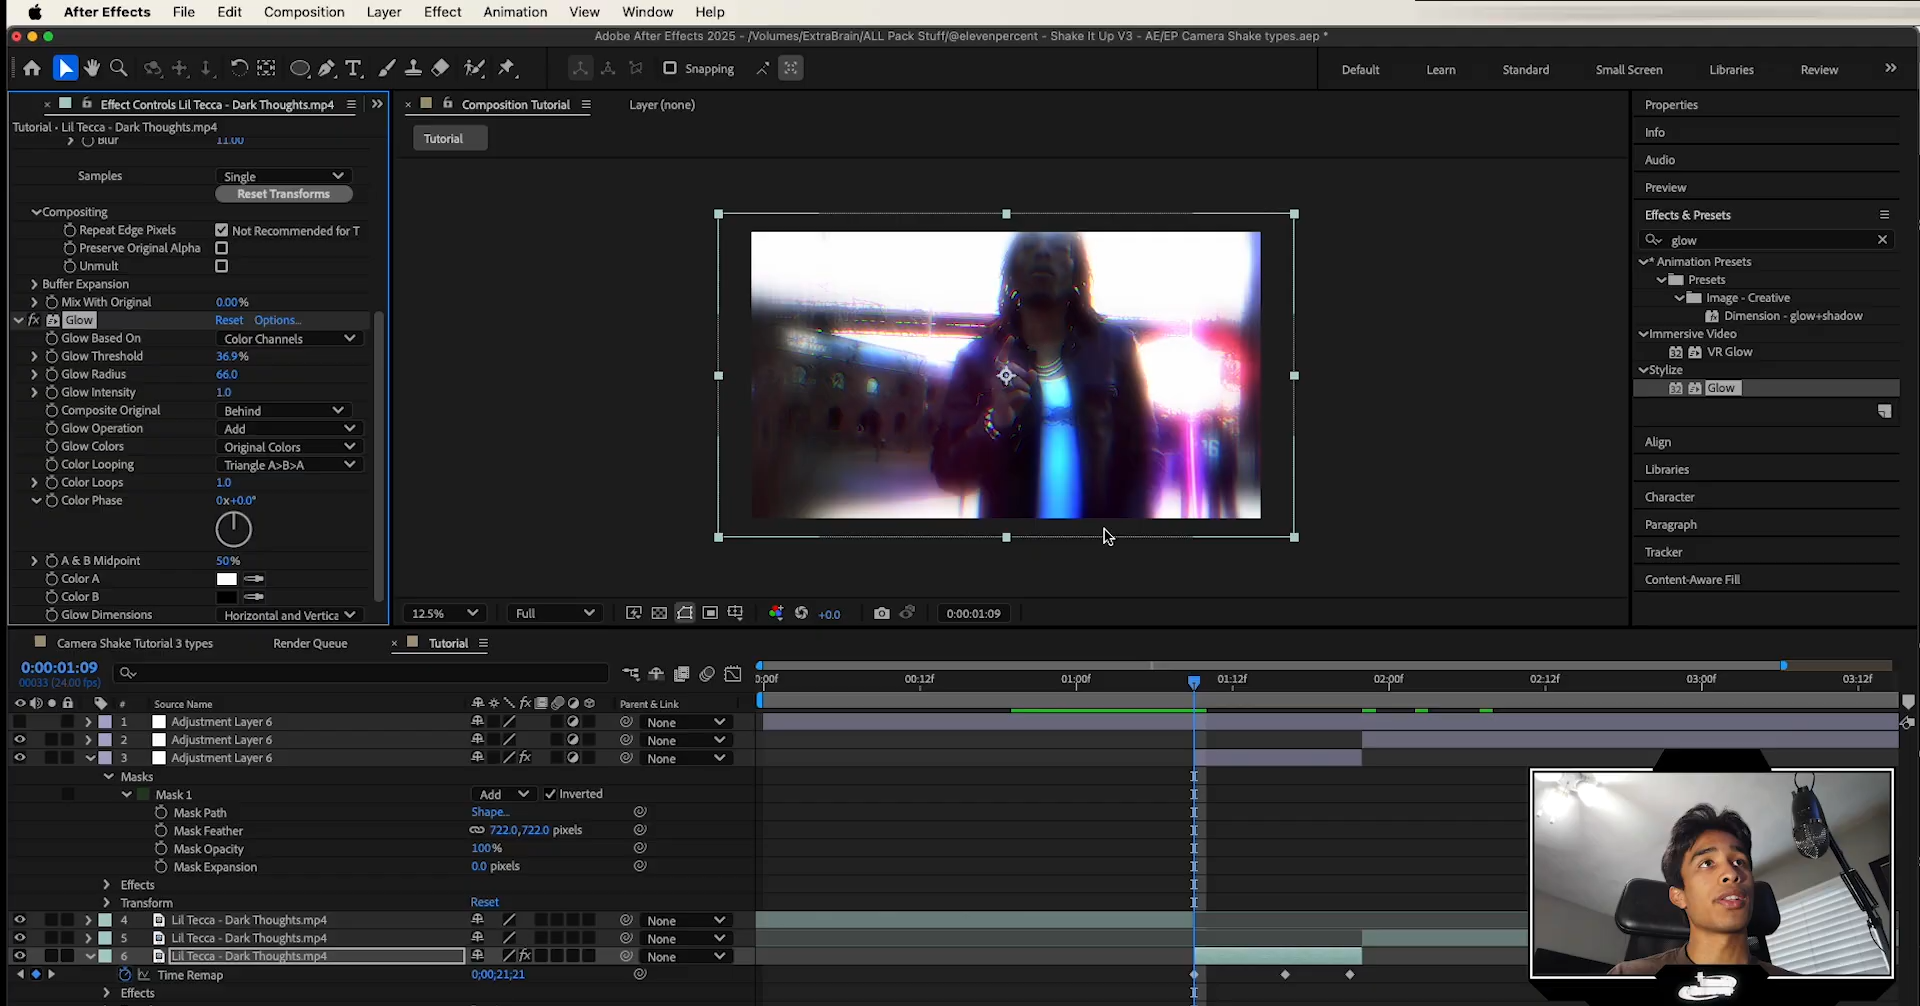 After Effects File Edit Composition Layer Effect Animation View Window Help
Adobe After Effects 2025 - /Volumes/ExtraBrain/ALL Pack Stuff/@elevenpercent - Shake It Up V3 - AE/EP Camera Shake types.aep *
Snapping
Default Learn Standard Small Screen Libraries Review
Effect Controls Lil Tecca - Dark Thoughts.mp4
Tutorial • Lil Tecca - Dark Thoughts.mp4
Blur 11.00
Samples Single
Reset Transforms
Compositing
Repeat Edge Pixels Not Recommended for T
Preserve Original Alpha
Unmult
Buffer Expansion
Mix With Original 0.00%
fx Glow Reset Options...
Glow Based On Color Channels
Glow Threshold 36.9%
Glow Radius 66.0
Glow Intensity 1.0
Composite Original Behind
Glow Operation Add
Glow Colors Original Colors
Color Looping Triangle A>B>A
Color Loops 1.0
Color Phase 0x+0.0°
A & B Midpoint 50%
Color A
Color B
Glow Dimensions Horizontal and Vertica
Composition Tutorial Layer (none)
Tutorial
12.5% Full +0.0 0:00:01:09
Properties
Info
Audio
Preview
Effects & Presets
glow
* Animation Presets
Presets
Image - Creative
Dimension - glow+shadow
Immersive Video
32 VR Glow
Stylize
32 Glow
Align
Libraries
Character
Paragraph
Tracker
Content-Aware Fill
Camera Shake Tutorial 3 types Render Queue Tutorial
0:00:01:09
00033 (24.00 fps)
0:00f 00:12f 01:00f 01:12f 02:00f 02:12f 03:00f 03:12f
# Source Name fx Parent & Link
1 Adjustment Layer 6 None
2 Adjustment Layer 6 None
3 Adjustment Layer 6 fx None
Masks
Mask 1 Add Inverted
Mask Path Shape...
Mask Feather 722.0,722.0 pixels
Mask Opacity 100%
Mask Expansion 0.0 pixels
Effects
Transform Reset
4 Lil Tecca - Dark Thoughts.mp4 None
5 Lil Tecca - Dark Thoughts.mp4 None
6 Lil Tecca - Dark Thoughts.mp4 fx None
Time Remap 0;00;21;21
Effects